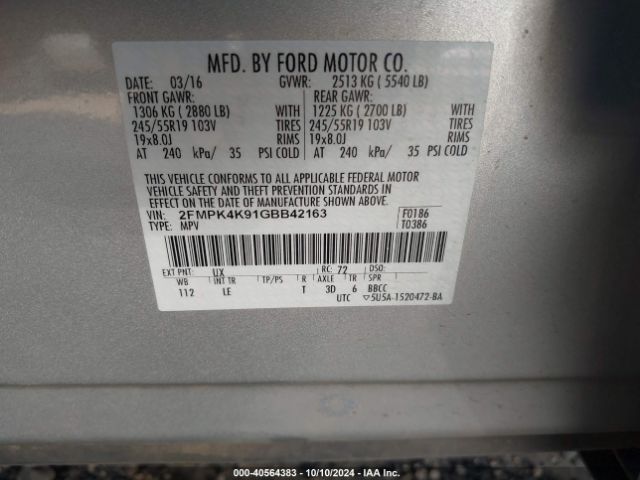 MFD. BY FORD MOTOR CO.
DATE: 03/16 GVWR: 2513 KG ( 5540 LB)
FRONT GAWR: REAR GAWR:
1306 KG ( 2880 LB) WITH 1225 KG ( 2700 LB) WITH
245/55R19 103V TIRES 245/55R19 103V TIRES
19x8.0J RIMS 19x8.0J RIMS
AT 240 kPa/ 35 PSI COLD AT 240 kPa/ 35 PSI COLD
THIS VEHICLE CONFORMS TO ALL APPLICABLE FEDERAL MOTOR
VEHICLE SAFETY AND THEFT PREVENTION STANDARDS IN
EFFECT ON THE DATE OF MANUFACTURE SHOWN ABOVE.
VIN: 2FMPK4K91GBB42163 F0186
TYPE: MPV T0386
EXT PNT: UX RC: 72 DSO:
WB INT TR TP/PS R AXLE TR SPR
112 LE T 3D 6 BBCC
UTC ▽5U5A-1520472-BA
000-40564383 | 10/10/2024 - IAA Inc.